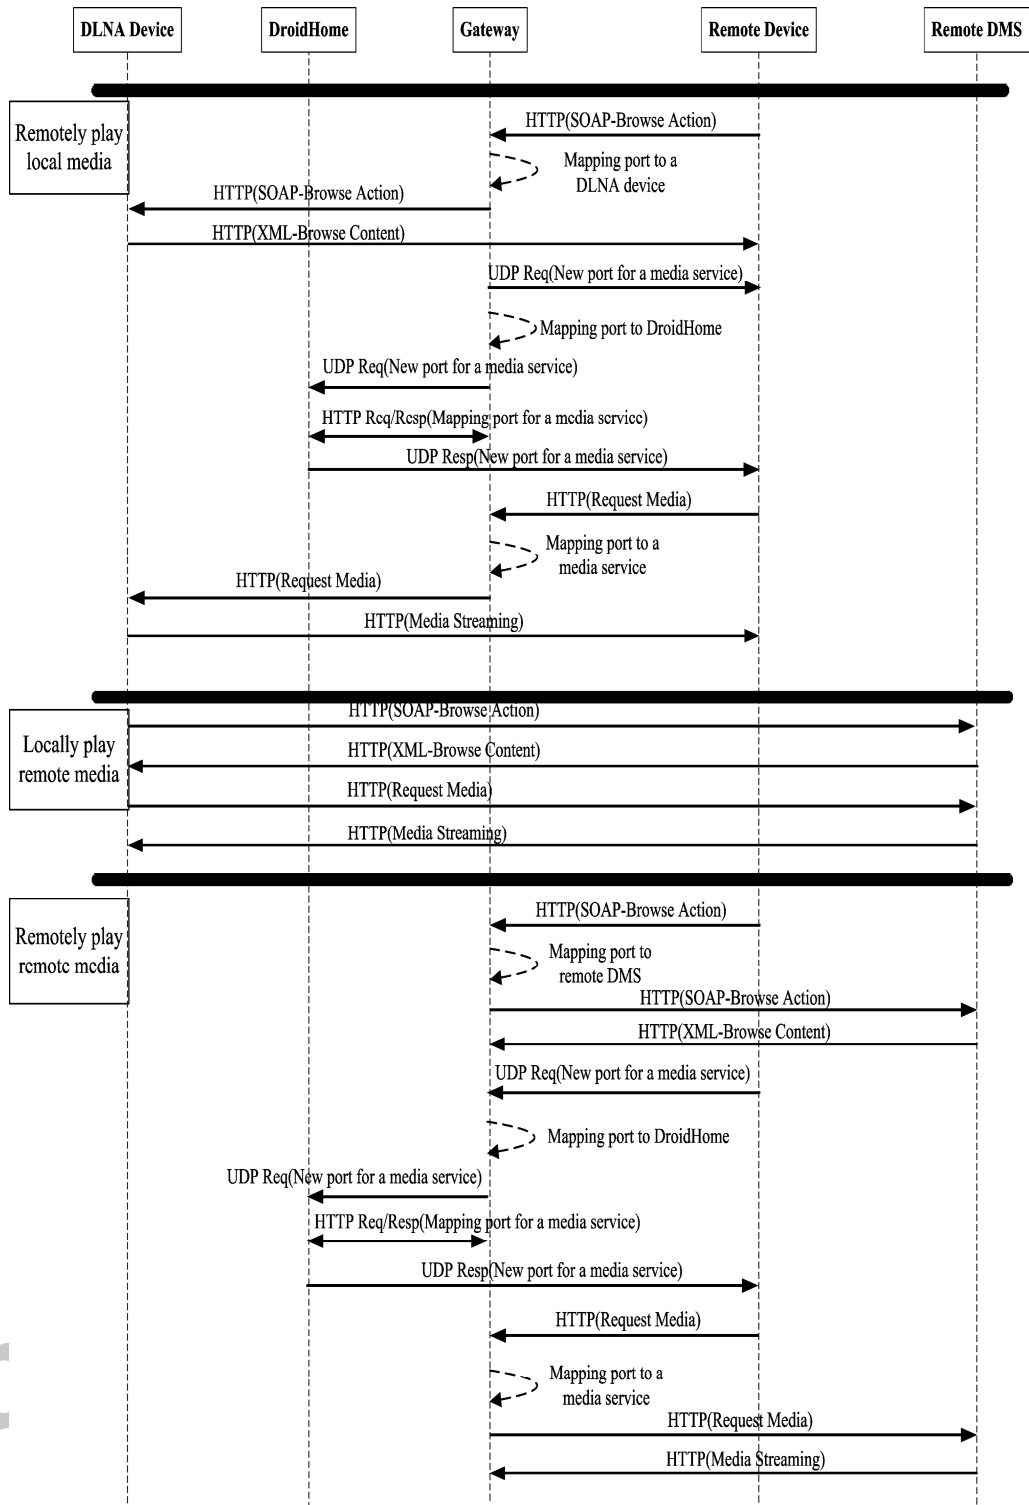 DLNA Device
DroidHome
Gateway
Remote Device
Remote DMS
Remotely play
local media
HTTP(SOAP-Browse Action)
Mapping port to a
DLNA device
HTTP(SOAP-Browse Action)
HTTP(XML-Browse Content)
UDP Req(New port for a media service)
Mapping port to DroidHome
UDP Req(New port for a media service)
HTTP Req/Resp(Mapping port for a media service)
UDP Resp(New port for a media service)
HTTP(Request Media)
Mapping port to a
media service
HTTP(Request Media)
HTTP(Media Streaming)
Locally play
remote media
HTTP(SOAP-Browse Action)
HTTP(XML-Browse Content)
HTTP(Request Media)
HTTP(Media Streaming)
Remotely play
remote media
HTTP(SOAP-Browse Action)
Mapping port to
remote DMS
HTTP(SOAP-Browse Action)
HTTP(XML-Browse Content)
UDP Req(New port for a media service)
Mapping port to DroidHome
UDP Req(New port for a media service)
HTTP Req/Resp(Mapping port for a media service)
UDP Resp(New port for a media service)
HTTP(Request Media)
Mapping port to a
media service
HTTP(Request Media)
HTTP(Media Streaming)